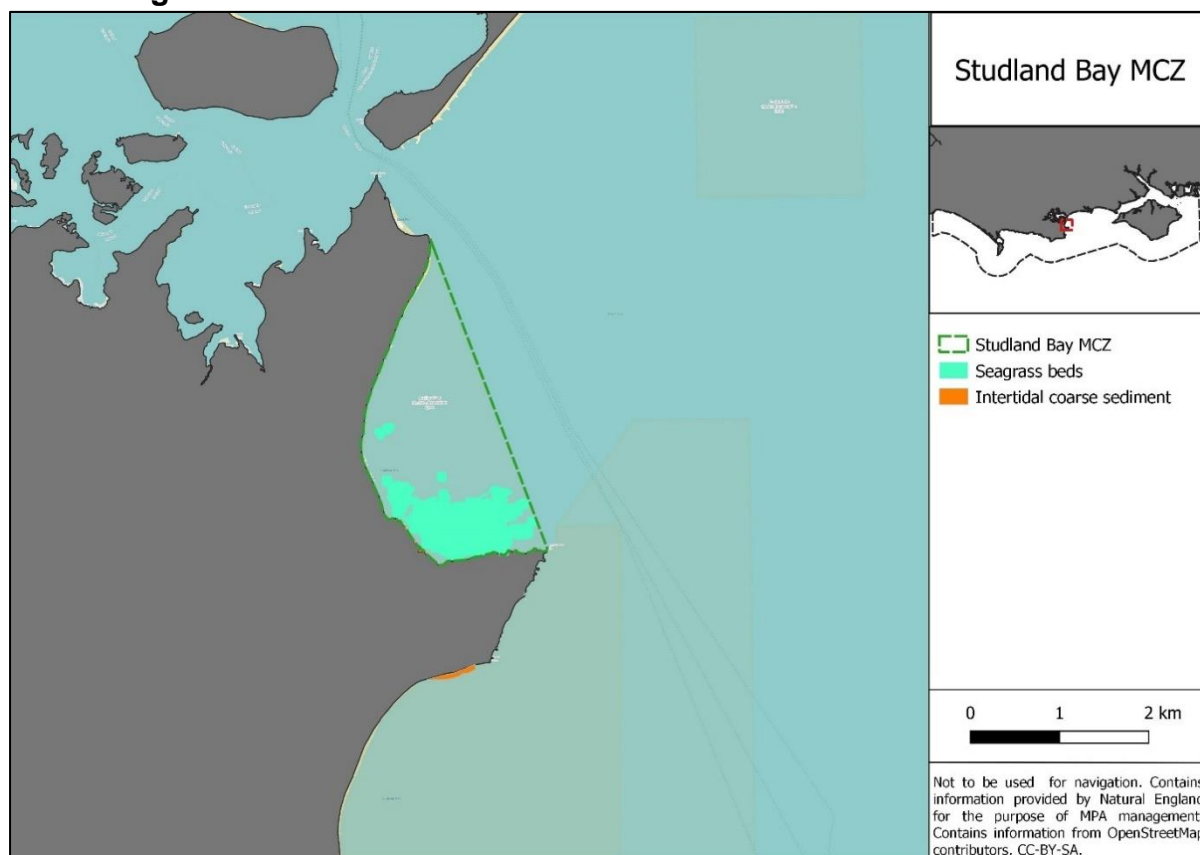 Studland Bay MCZ
Studland Bay MCZ
Seagrass beds
Intertidal coarse sediment
0 1 2 km
Not to be used for navigation. Contains
information provided by Natural England
for the purpose of MPA management.
Contains information from OpenStreetMap
contributors, CC-BY-SA.